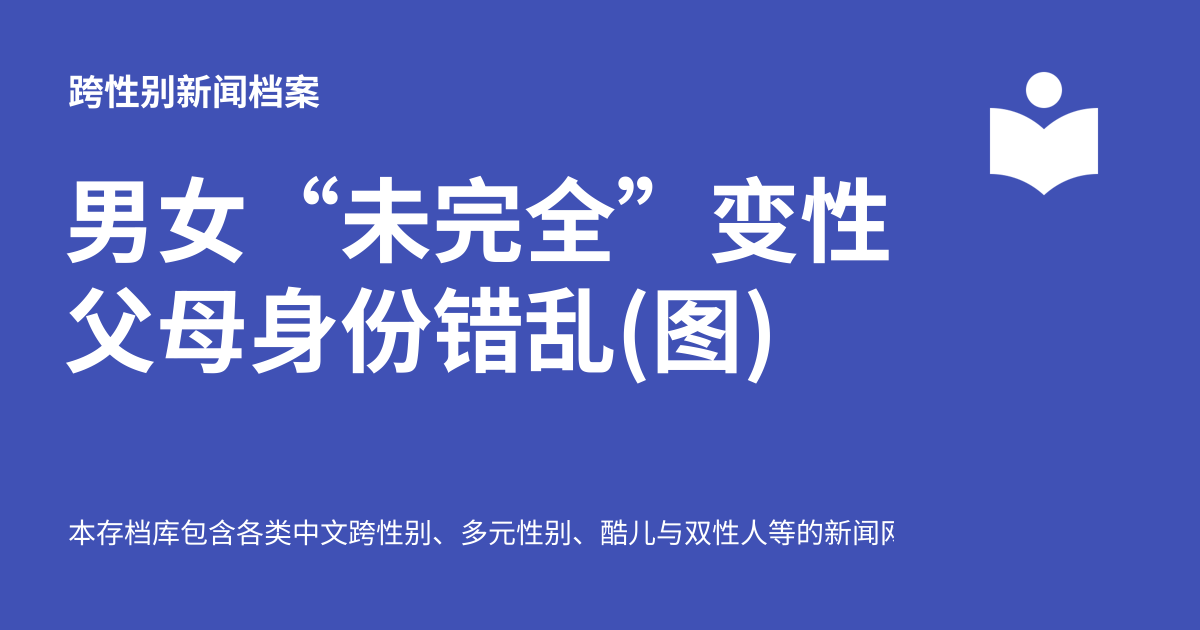 跨性别新闻档案
男女“未完全”变性
父母身份错乱(图)
本存档库包含各类中文跨性别、多元性别、酷儿与双性人等的新闻